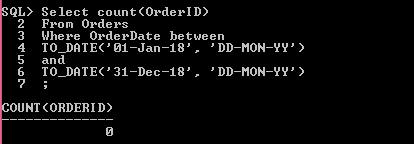 SQL> Select count(OrderID)
2 From Orders
3 Where OrderDate between
4 TO_DATE('01-Jan-18', 'DD-MON-YY')
5 and
6 TO_DATE('31-Dec-18', 'DD-MON-YY')
7 ;
COUNT(ORDERID)
--------------
0